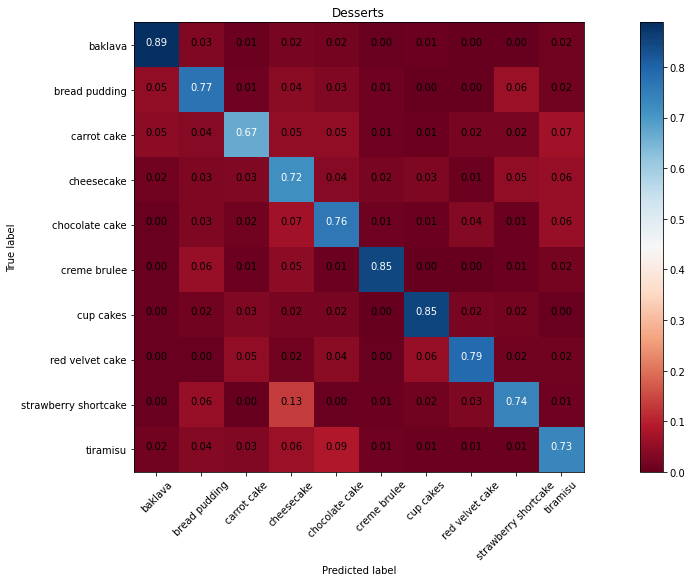 Desserts
True label
baklava 0.89 0.03 0.01 0.02 0.02 0.00 0.01 0.00 0.00 0.02
bread pudding 0.05 0.77 0.01 0.04 0.03 0.01 0.00 0.00 0.06 0.02
carrot cake 0.05 0.04 0.67 0.05 0.05 0.01 0.01 0.02 0.02 0.07
cheesecake 0.02 0.03 0.03 0.72 0.04 0.02 0.03 0.01 0.05 0.06
chocolate cake 0.00 0.03 0.02 0.07 0.76 0.01 0.01 0.04 0.01 0.06
creme brulee 0.00 0.06 0.01 0.05 0.01 0.85 0.00 0.00 0.01 0.02
cup cakes 0.00 0.02 0.03 0.02 0.02 0.00 0.85 0.02 0.02 0.00
red velvet cake 0.00 0.00 0.05 0.02 0.04 0.00 0.06 0.79 0.02 0.02
strawberry shortcake 0.00 0.06 0.00 0.13 0.00 0.01 0.02 0.03 0.74 0.01
tiramisu 0.02 0.04 0.03 0.06 0.09 0.01 0.01 0.01 0.01 0.73
baklava
bread pudding
carrot cake
cheesecake
chocolate cake
creme brulee
cup cakes
red velvet cake
strawberry shortcake
tiramisu
Predicted label
0.8
0.7
0.6
0.5
0.4
0.3
0.2
0.1
0.0